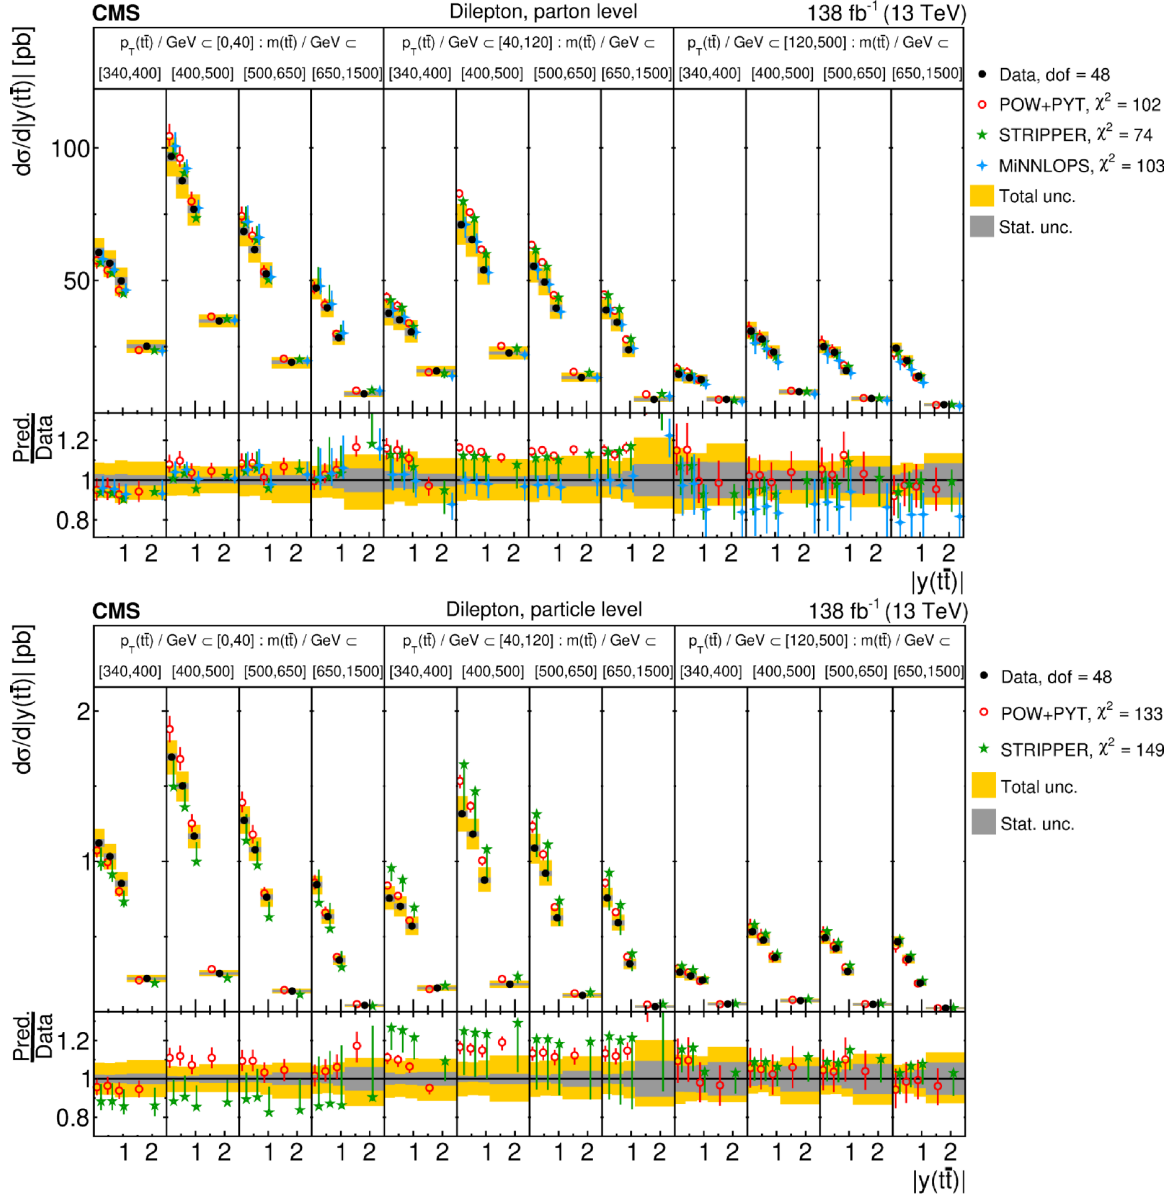 CMS Dilepton, parton level 138 fb⁻¹ (13 TeV)
p_T(tt̄) / GeV ⊂ [0,40] : m(tt̄) / GeV ⊂ p_T(tt̄) / GeV ⊂ [40,120] : m(tt̄) / GeV ⊂ p_T(tt̄) / GeV ⊂ [120,500] : m(tt̄) / GeV ⊂
[340,400] [400,500] [500,650] [650,1500] [340,400] [400,500] [500,650] [650,1500] [340,400] [400,500] [500,650] [650,1500]
dσ/d|y(tt̄)| [pb]
100
50
Data, dof = 48
POW+PYT, χ² = 102
STRIPPER, χ² = 74
MiNNLOPS, χ² = 103
Total unc.
Stat. unc.
Pred.
Data
1.2
1
0.8
1 2 1 2 1 2 1 2 1 2 1 2 1 2 1 2 1 2 1 2 1 2 1 2
|y(tt̄)|
CMS Dilepton, particle level 138 fb⁻¹ (13 TeV)
p_T(tt̄) / GeV ⊂ [0,40] : m(tt̄) / GeV ⊂ p_T(tt̄) / GeV ⊂ [40,120] : m(tt̄) / GeV ⊂ p_T(tt̄) / GeV ⊂ [120,500] : m(tt̄) / GeV ⊂
[340,400] [400,500] [500,650] [650,1500] [340,400] [400,500] [500,650] [650,1500] [340,400] [400,500] [500,650] [650,1500]
dσ/d|y(tt̄)| [pb]
2
1
Data, dof = 48
POW+PYT, χ² = 133
STRIPPER, χ² = 149
Total unc.
Stat. unc.
Pred.
Data
1.2
1
0.8
1 2 1 2 1 2 1 2 1 2 1 2 1 2 1 2 1 2 1 2 1 2 1 2
|y(tt̄)|